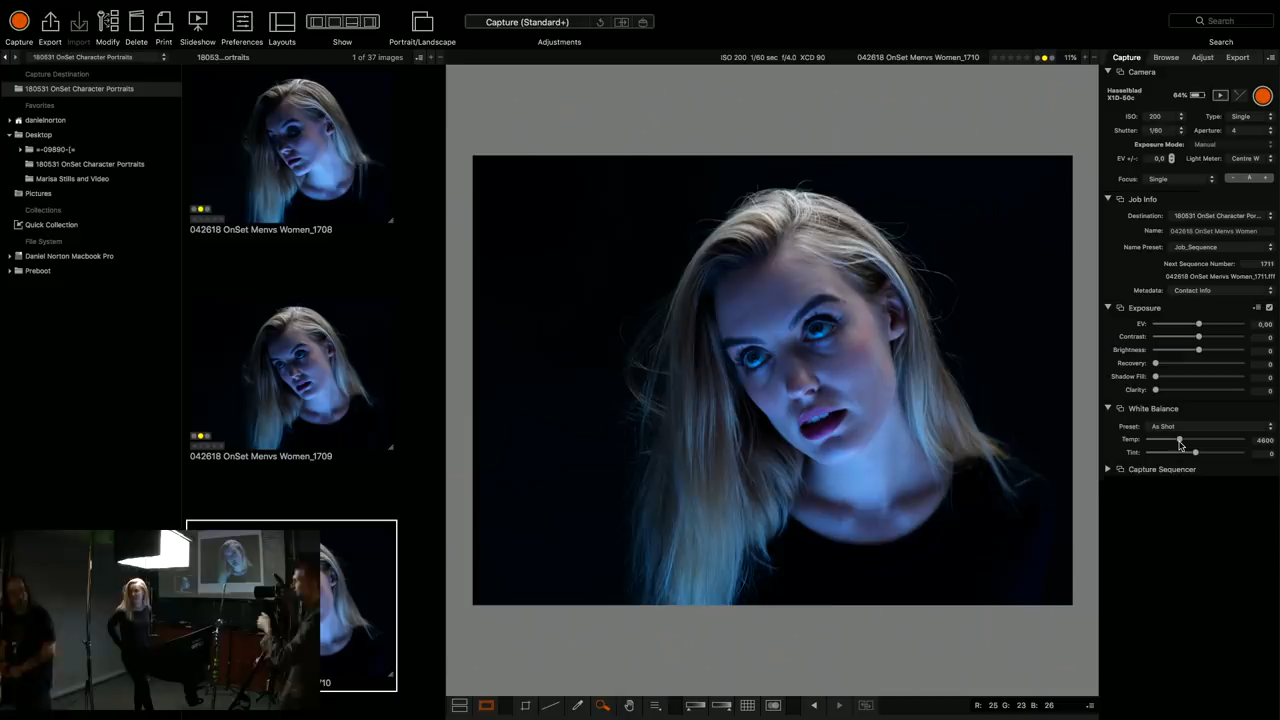 Capture Export Import Modify Delete Print Slideshow Preferences Layouts Show Portrait/Landscape
Capture (Standard+)
Adjustments
Search
Search
180531 OnSet Character Portraits
18053...ortraits
1 of 37 images
ISO 200 1/60 sec f/4.0 XCD 90
042618 OnSet Menvs Women_1710
11%
Capture Browse Adjust Export
Capture Destination
180531 OnSet Character Portraits
Favorites
danielnorton
Desktop
=-09890-[=
180531 OnSet Character Portraits
Marisa Stills and Video
Pictures
Collections
Quick Collection
File System
Daniel Norton Macbook Pro
Preboot
042618 OnSet Menvs Women_1708
042618 OnSet Menvs Women_1709
10
Camera
Hasselblad
X1D-50c
64%
ISO: 200 Type: Single
Shutter: 1/60 Aperture: 4
Exposure Mode: Manual
EV +/-: 0,0 Light Meter: Centre W
Focus: Single - A +
Job Info
Destination: 180531 OnSet Character Por...
Name: 042618 OnSet Menvs Women
Name Preset: Job_Sequence
Next Sequence Number: 1711
042618 OnSet Menvs Women_1711.fff
Metadata: Contact Info
Exposure
EV: 0,00
Contrast: 0
Brightness: 0
Recovery: 0
Shadow Fill: 0
Clarity: 0
White Balance
Preset: As Shot
Temp: 4600
Tint: 0
Capture Sequencer
R: 25 G: 23 B: 26